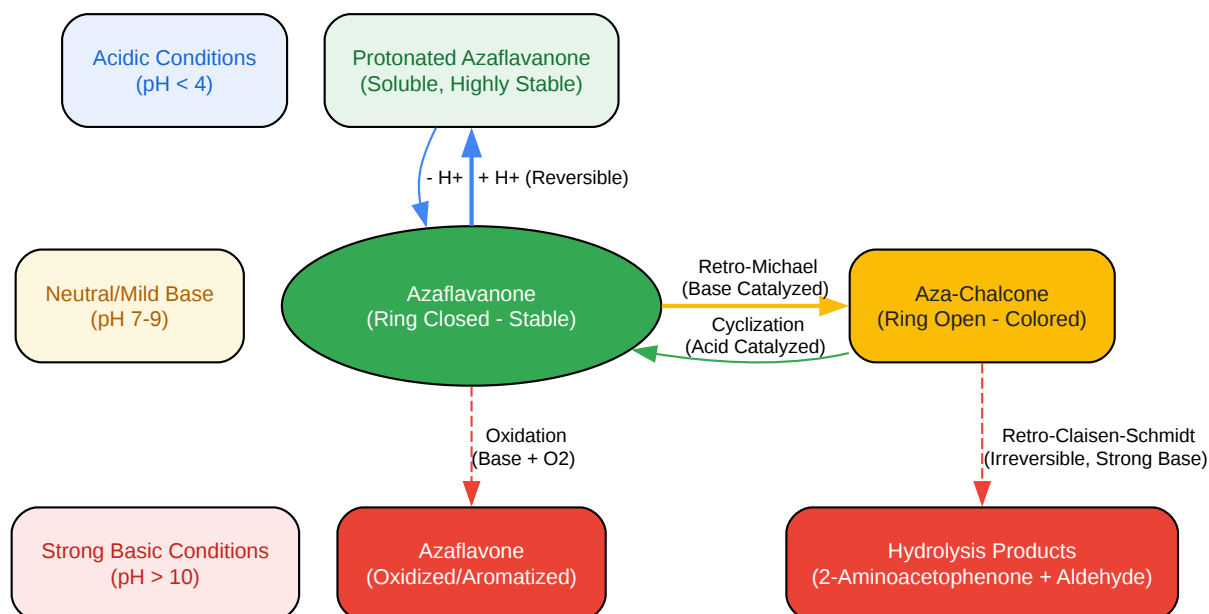 Acidic Conditions
(pH < 4)
Protonated Azaflavanone
(Soluble, Highly Stable)
- H+
+ H+ (Reversible)
Neutral/Mild Base
(pH 7-9)
Azaflavanone
(Ring Closed - Stable)
Retro-Michael
(Base Catalyzed)
Cyclization
(Acid Catalyzed)
Aza-Chalcone
(Ring Open - Colored)
Oxidation
(Base + O2)
Retro-Claisen-Schmidt
(Irreversible, Strong Base)
Strong Basic Conditions
(pH > 10)
Azaflavone
(Oxidized/Aromatized)
Hydrolysis Products
(2-Aminoacetophenone + Aldehyde)